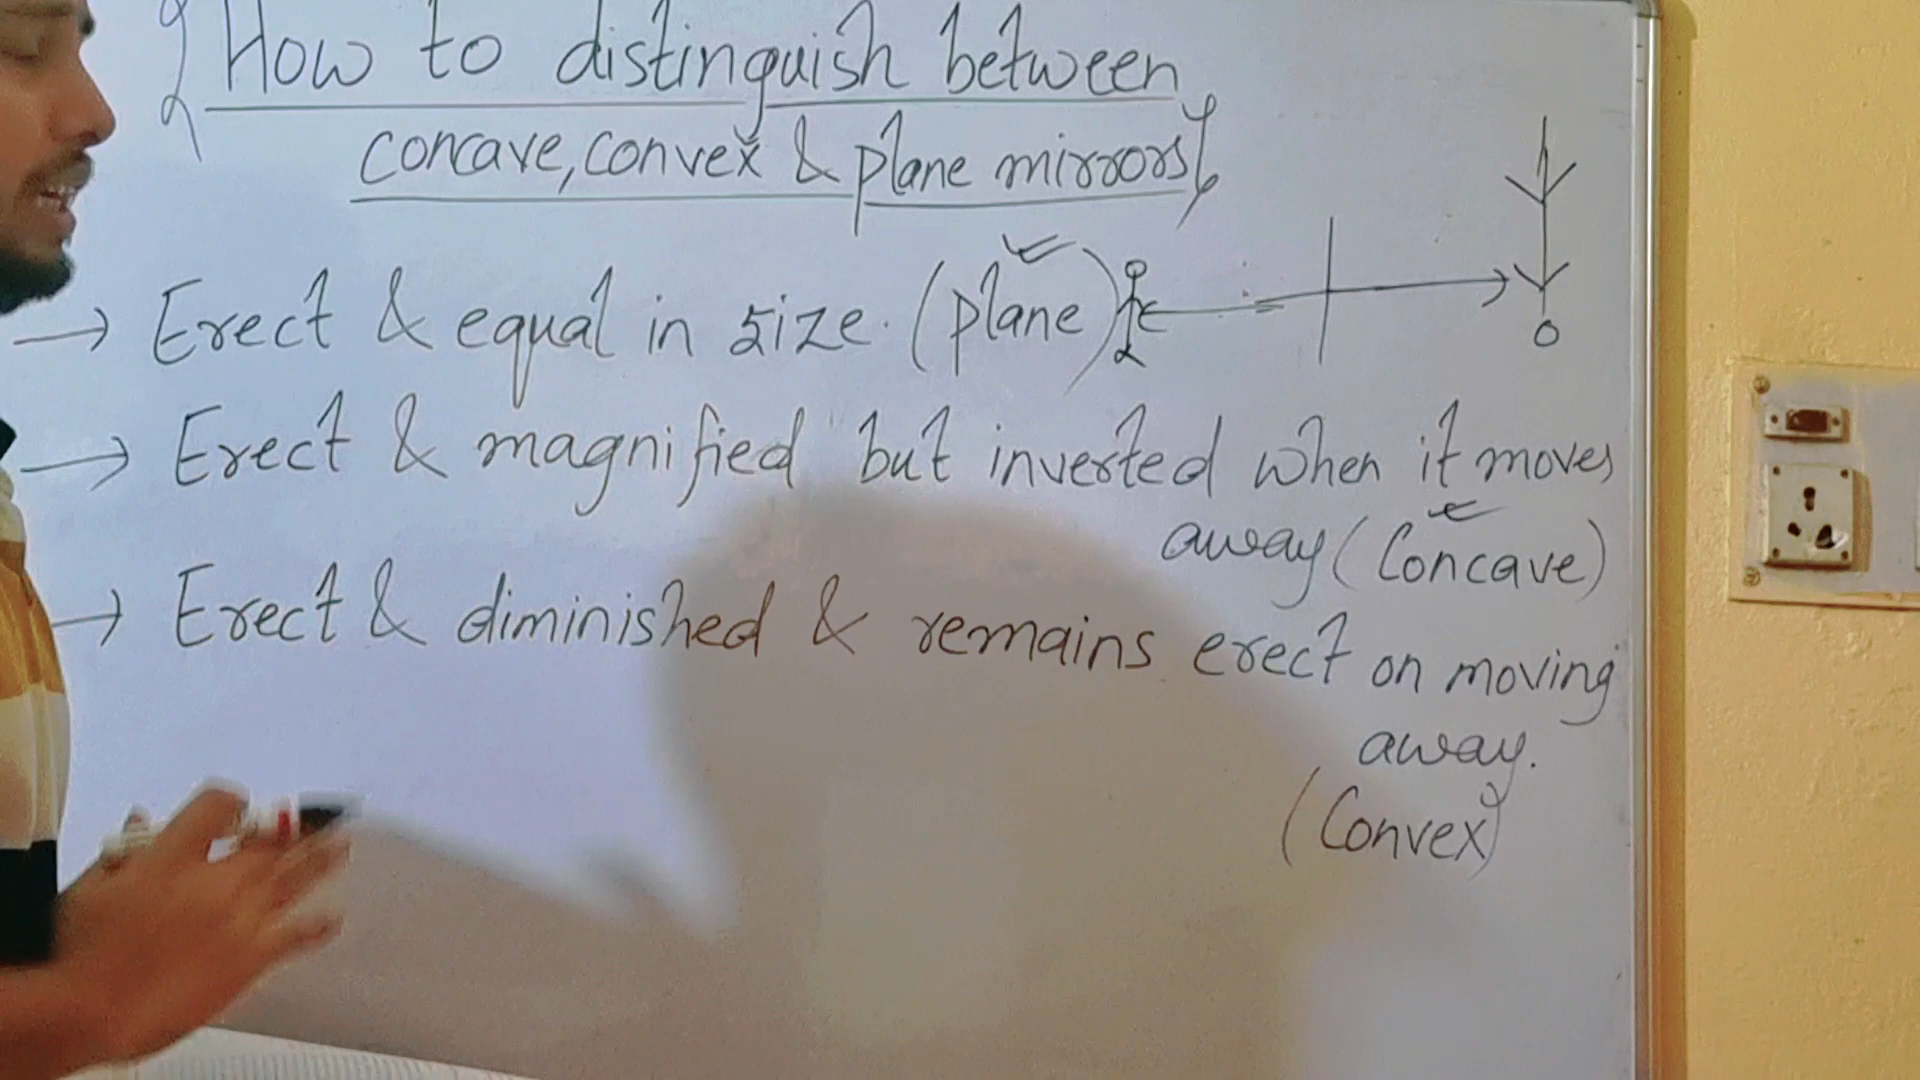 How to distinguish between
concave, convex & plane mirrors
→ Erect & equal in size. (plane)
→ Erect & magnified but inverted when it moves
away (Concave)
→ Erect & diminished & remains erect on moving
away.
(Convex)